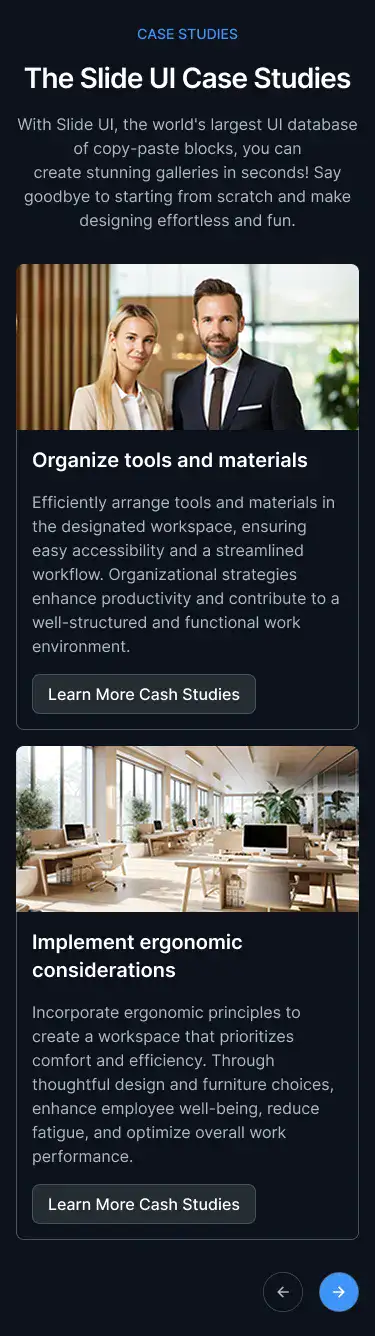 CASE STUDIES
The Slide UI Case Studies
With Slide UI, the world's largest UI database
of copy-paste blocks, you can
create stunning galleries in seconds! Say
goodbye to starting from scratch and make
designing effortless and fun.
Organize tools and materials
Efficiently arrange tools and materials in
the designated workspace, ensuring
easy accessibility and a streamlined
workflow. Organizational strategies
enhance productivity and contribute to a
well-structured and functional work
environment.
Learn More Cash Studies
Implement ergonomic
considerations
Incorporate ergonomic principles to
create a workspace that prioritizes
comfort and efficiency. Through
thoughtful design and furniture choices,
enhance employee well-being, reduce
fatigue, and optimize overall work
performance.
Learn More Cash Studies